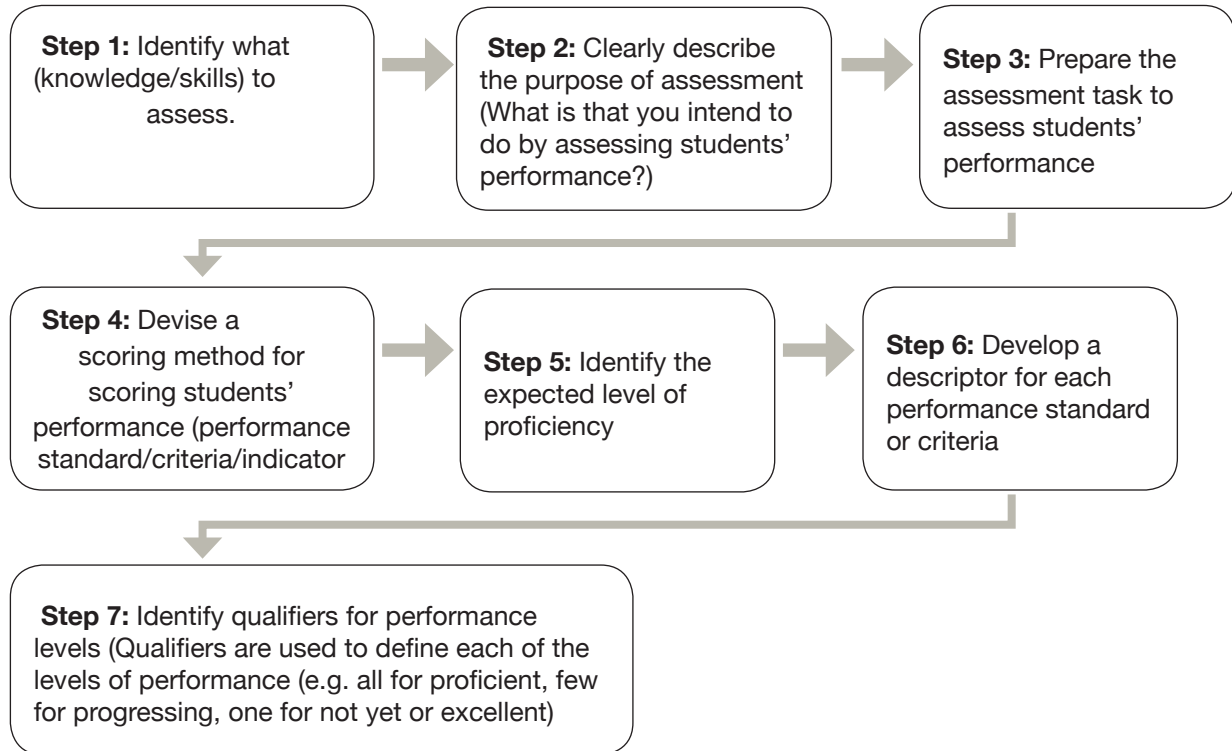 Step 1: Identify what
(knowledge/skills) to
assess.
Step 2: Clearly describe
the purpose of assessment
(What is that you intend to
do by assessing students’
performance?)
Step 3: Prepare the
assessment task to
assess students’
performance
Step 4: Devise a
scoring method for
scoring students’
performance (performance
standard/criteria/indicator
Step 5: Identify the
expected level of
proficiency
Step 6: Develop a
descriptor for each
performance standard
or criteria
Step 7: Identify qualifiers for performance
levels (Qualifiers are used to define each of the
levels of performance (e.g. all for proficient, few
for progressing, one for not yet or excellent)